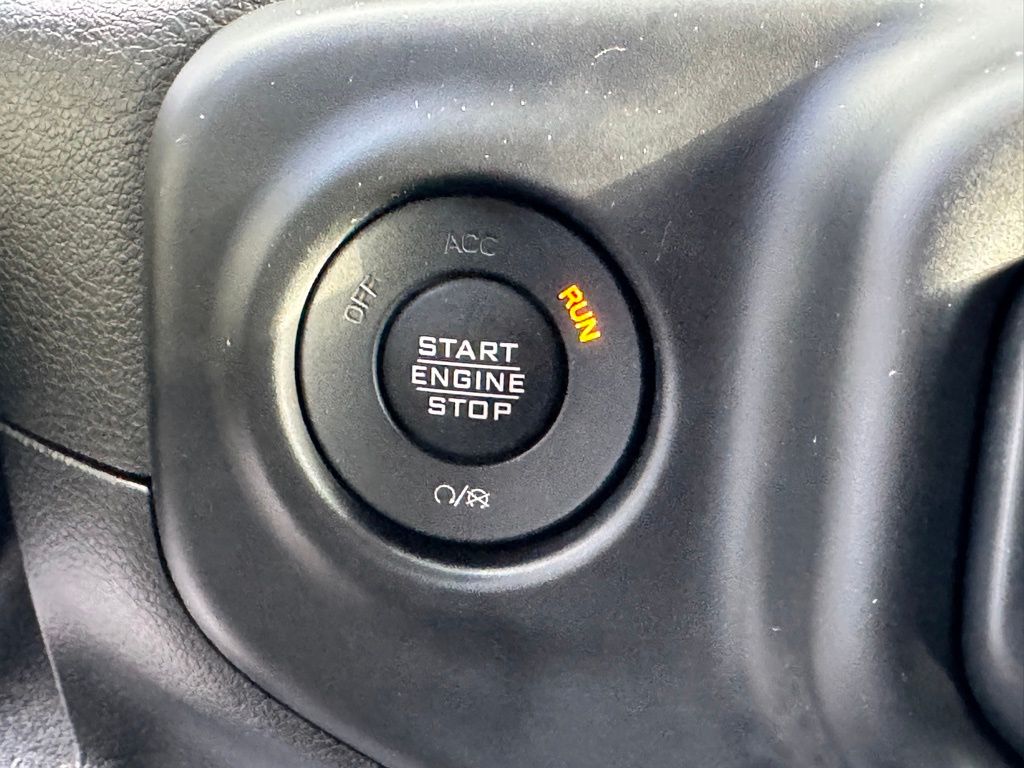 ACC
OFF
RUN
START
ENGINE
STOP